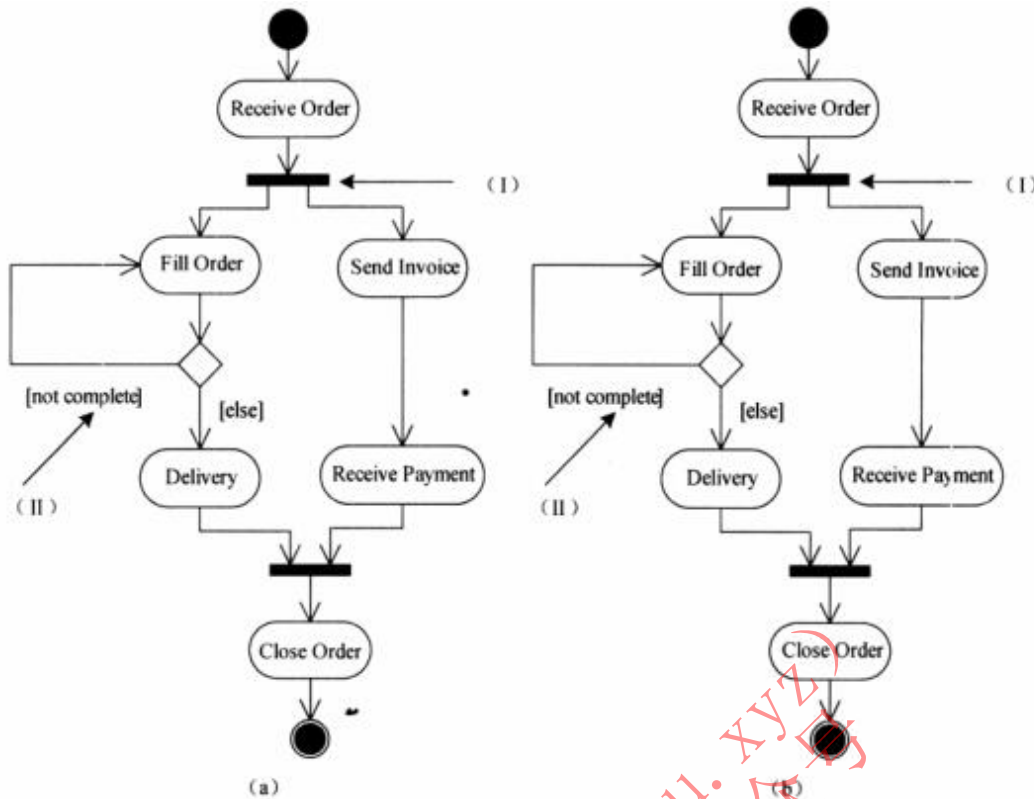 Receive Order
(Ⅰ)
Fill Order
Send Invoice
[not complete]
[else]
(Ⅱ)
Delivery
Receive Payment
Close Order
(a)
Receive Order
(Ⅰ)
Fill Order
Send Invoice
[not complete]
[else]
(Ⅱ)
Delivery
Receive Payment
Close Order
(b)
. xyz)